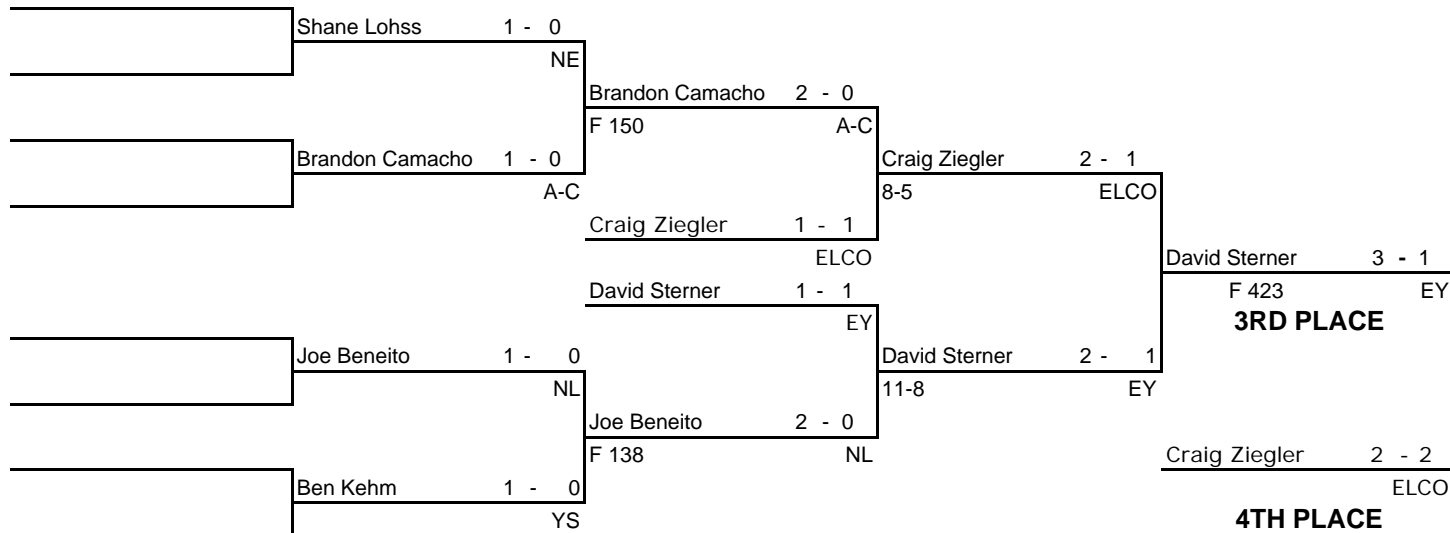 Shane Lohss 1 - 0
NE
Brandon Camacho 2 - 0
F 150 A-C
Brandon Camacho 1 - 0
A-C
Craig Ziegler 2 - 1
8-5 ELCO
Craig Ziegler 1 - 1
ELCO
David Sterner 3 - 1
F 423 EY
3RD PLACE
David Sterner 1 - 1
EY
Joe Beneito 1 - 0
NL
David Sterner 2 - 1
11-8 EY
Joe Beneito 2 - 0
F 138 NL
Craig Ziegler 2 - 2
ELCO
4TH PLACE
Ben Kehm 1 - 0
YS